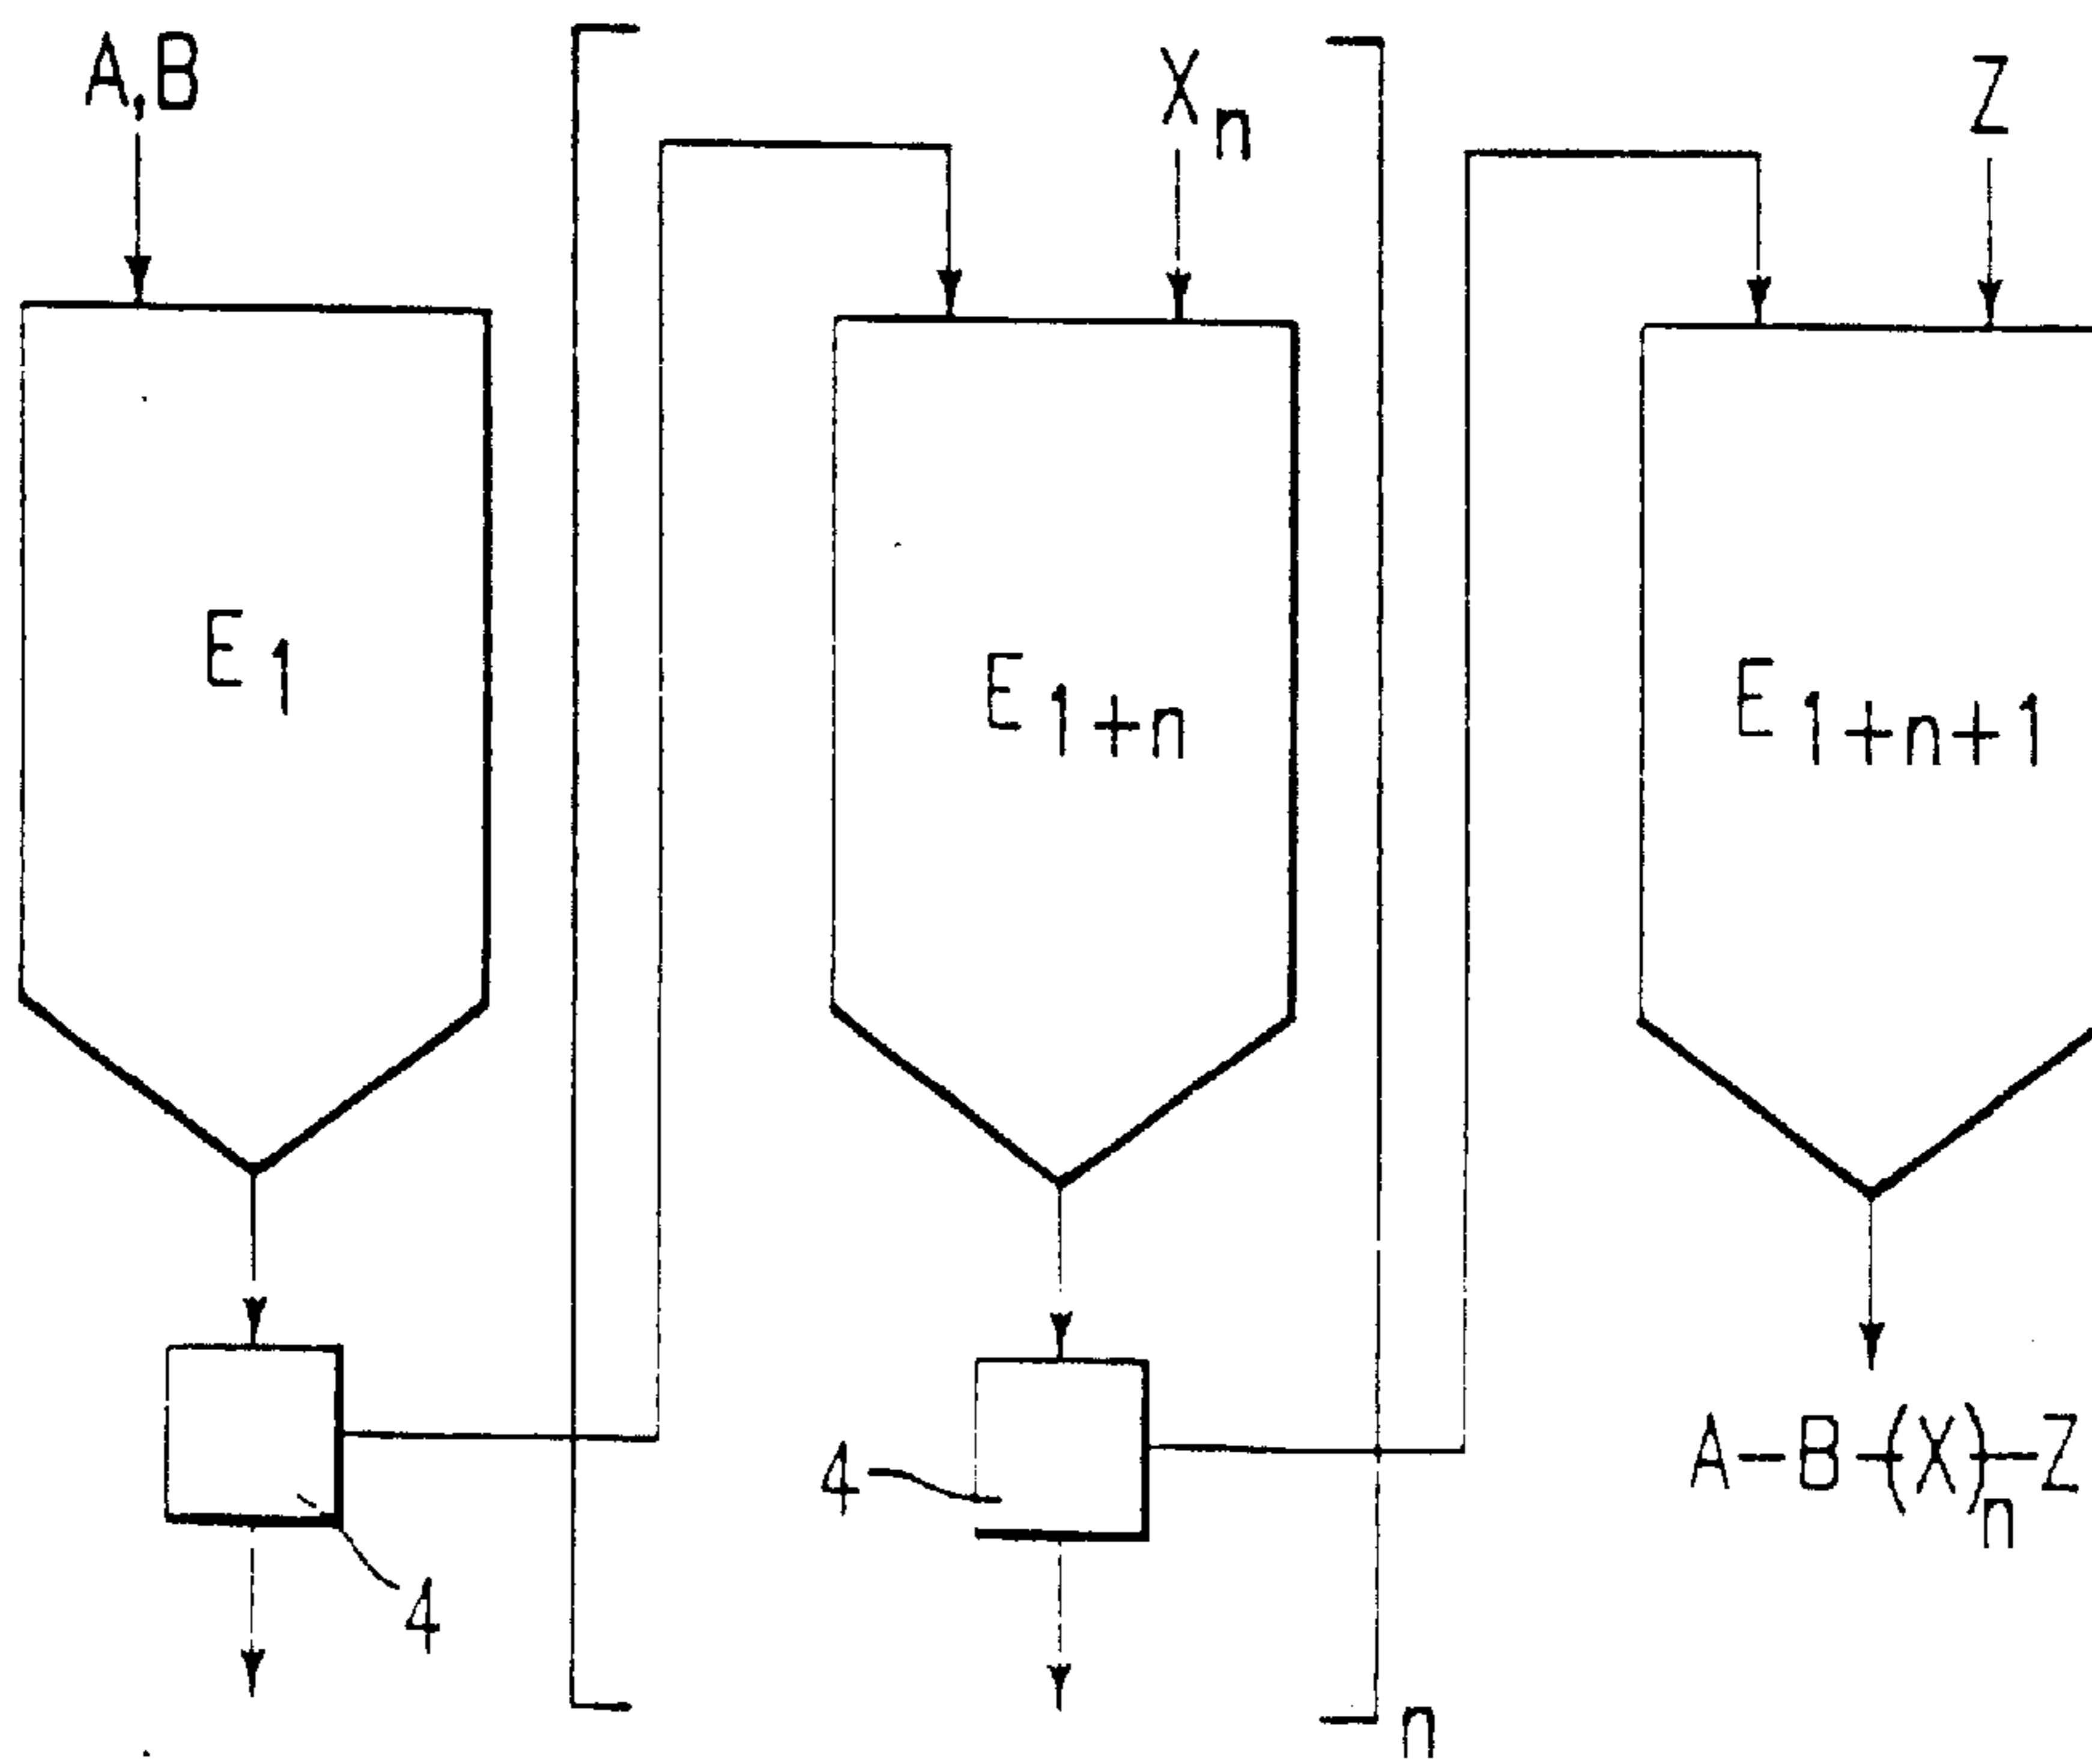 A,B
Xn
Z
E1
E1+n
E1+n+1
4
4
A-B-(X)n-Z
n